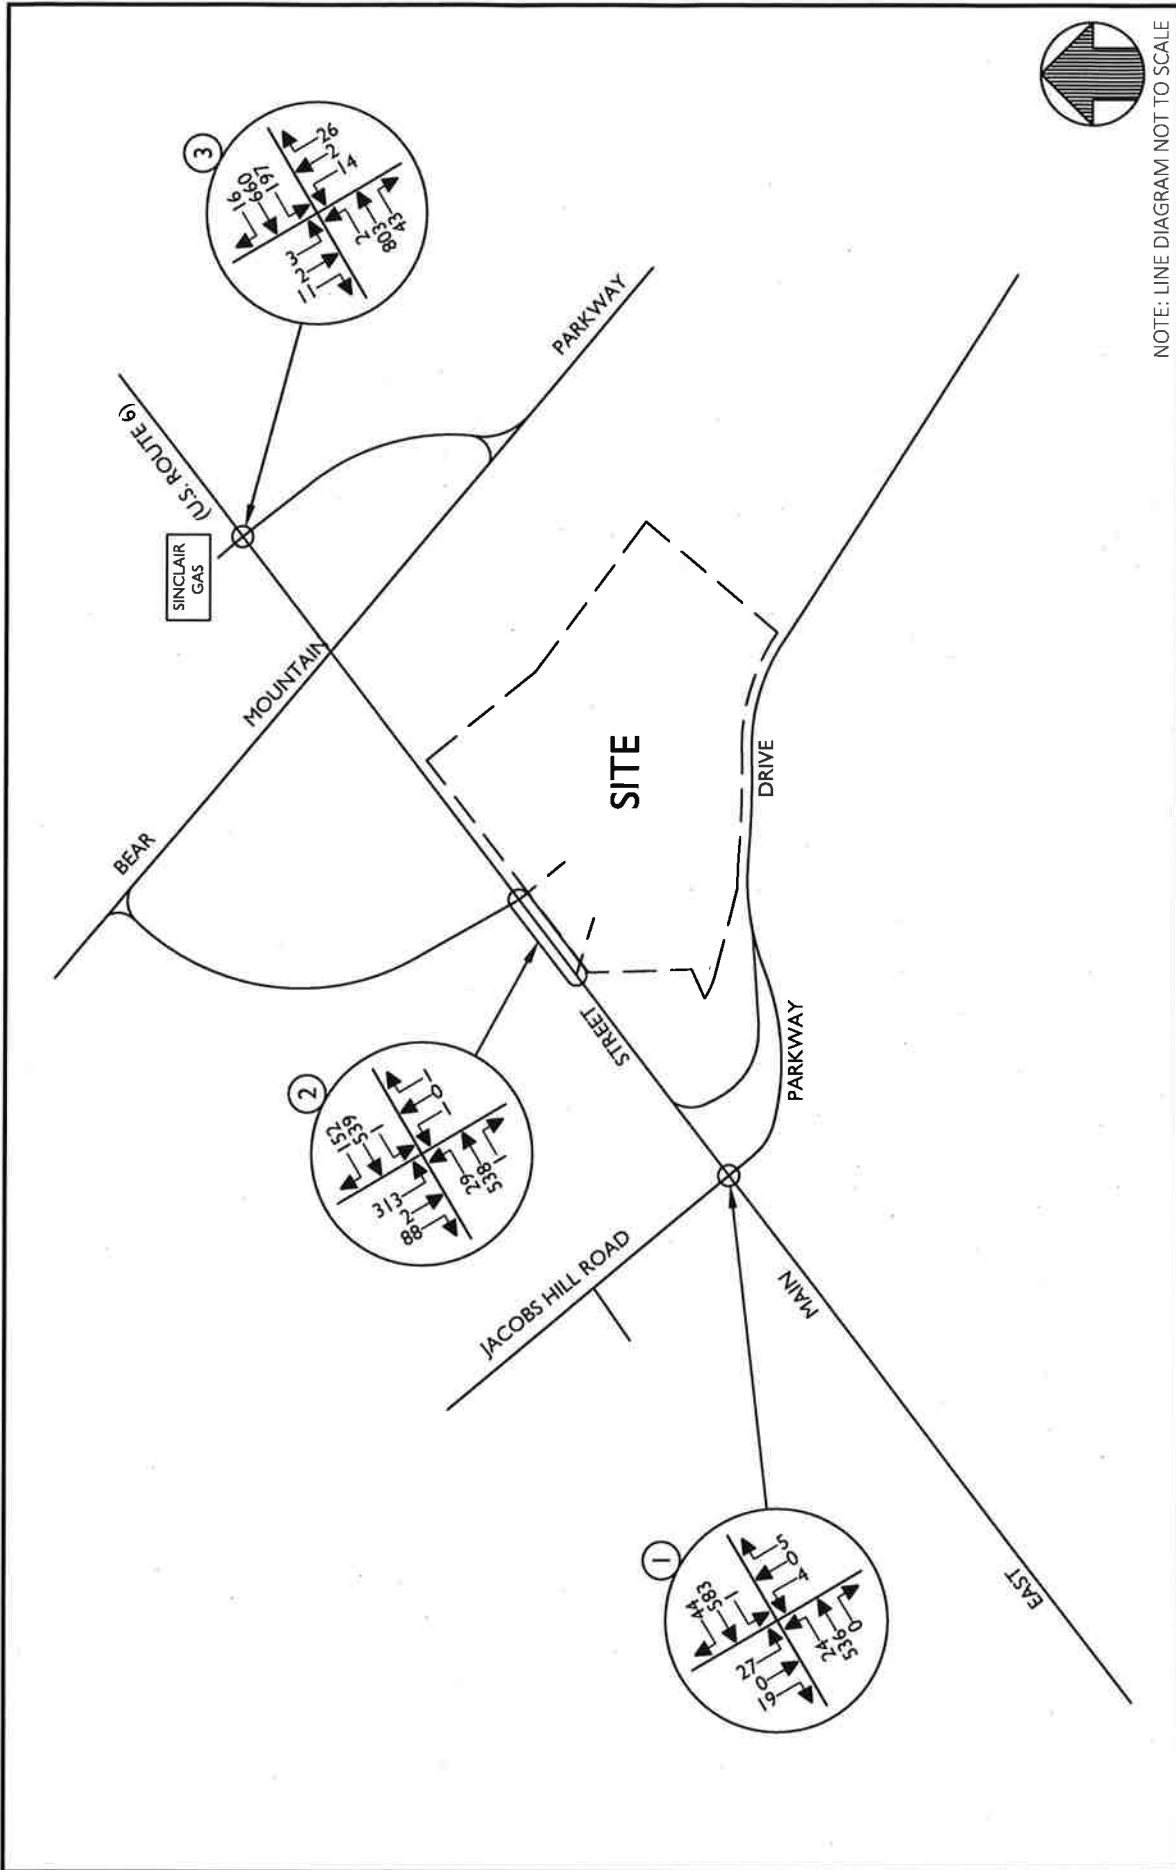 NOTE: LINE DIAGRAM NOT TO SCALE
3
16
660
197
26
2
14
3
2
11
2
803
43
(U.S. ROUTE 6)
SINCLAIR
GAS
BEAR
MOUNTAIN
PARKWAY
SITE
DRIVE
PARKWAY
STREET
2
152
539
1
1
0
1
313
2
88
29
538
1
JACOBS HILL ROAD
MAIN
EAST
1
44
583
1
5
0
4
27
0
19
24
536
0